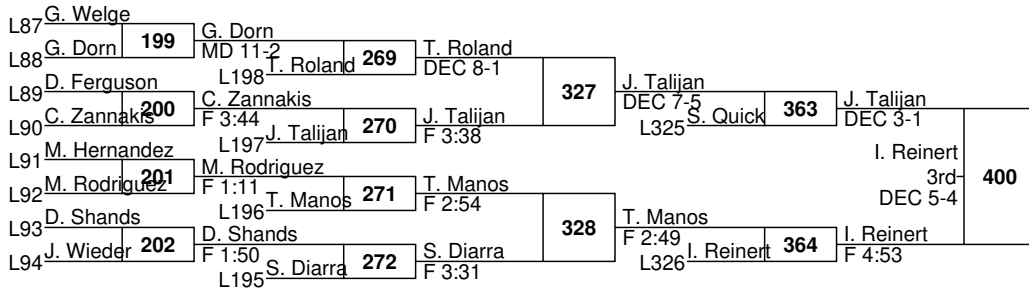 L87 G. Welge
199
L88 G. Dorn
G. Dorn
MD 11-2
L198 T. Roland
269
T. Roland
DEC 8-1
L89 D. Ferguson
200
L90 C. Zannakis
C. Zannakis
F 3:44
L197 J. Talijan
270
J. Talijan
F 3:38
327
J. Talijan
DEC 7-5
L325 S. Quick
363
J. Talijan
DEC 3-1
L91 M. Hernandez
201
L92 M. Rodriguez
M. Rodriguez
F 1:11
L196 T. Manos
271
T. Manos
F 2:54
L93 D. Shands
202
L94 J. Wieder
D. Shands
F 1:50
L195 S. Diarra
272
S. Diarra
F 3:31
328
T. Manos
F 2:49
L326 I. Reinert
364
I. Reinert
F 4:53
I. Reinert
3rd
DEC 5-4
400